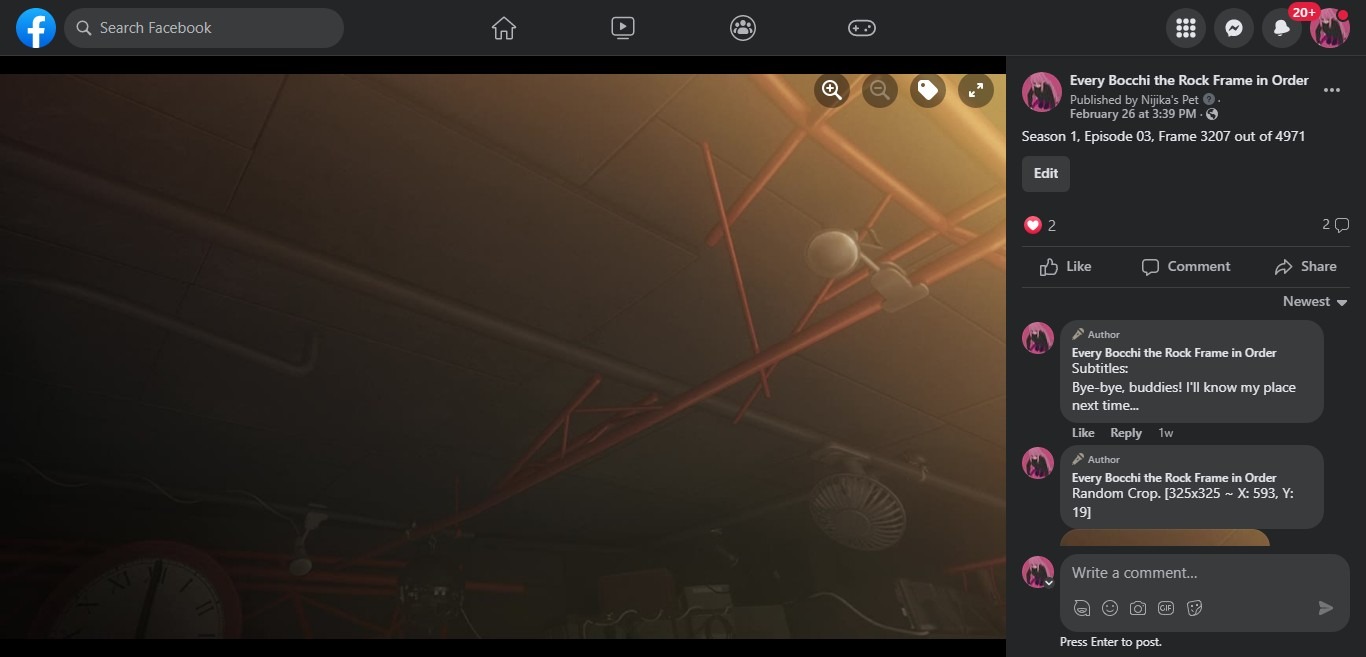 Search Facebook
20+
Every Bocchi the Rock Frame in Order
Published by Nijika's Pet ·
February 26 at 3:39 PM ·
Season 1, Episode 03, Frame 3207 out of 4971
Edit
2
2
Like Comment Share
Newest
Author
Every Bocchi the Rock Frame in Order
Subtitles:
Bye-bye, buddies! I'll know my place
next time...
Like Reply 1w
Author
Every Bocchi the Rock Frame in Order
Random Crop. [325x325 ~ X: 593, Y:
19]
Write a comment...
GIF
Press Enter to post.